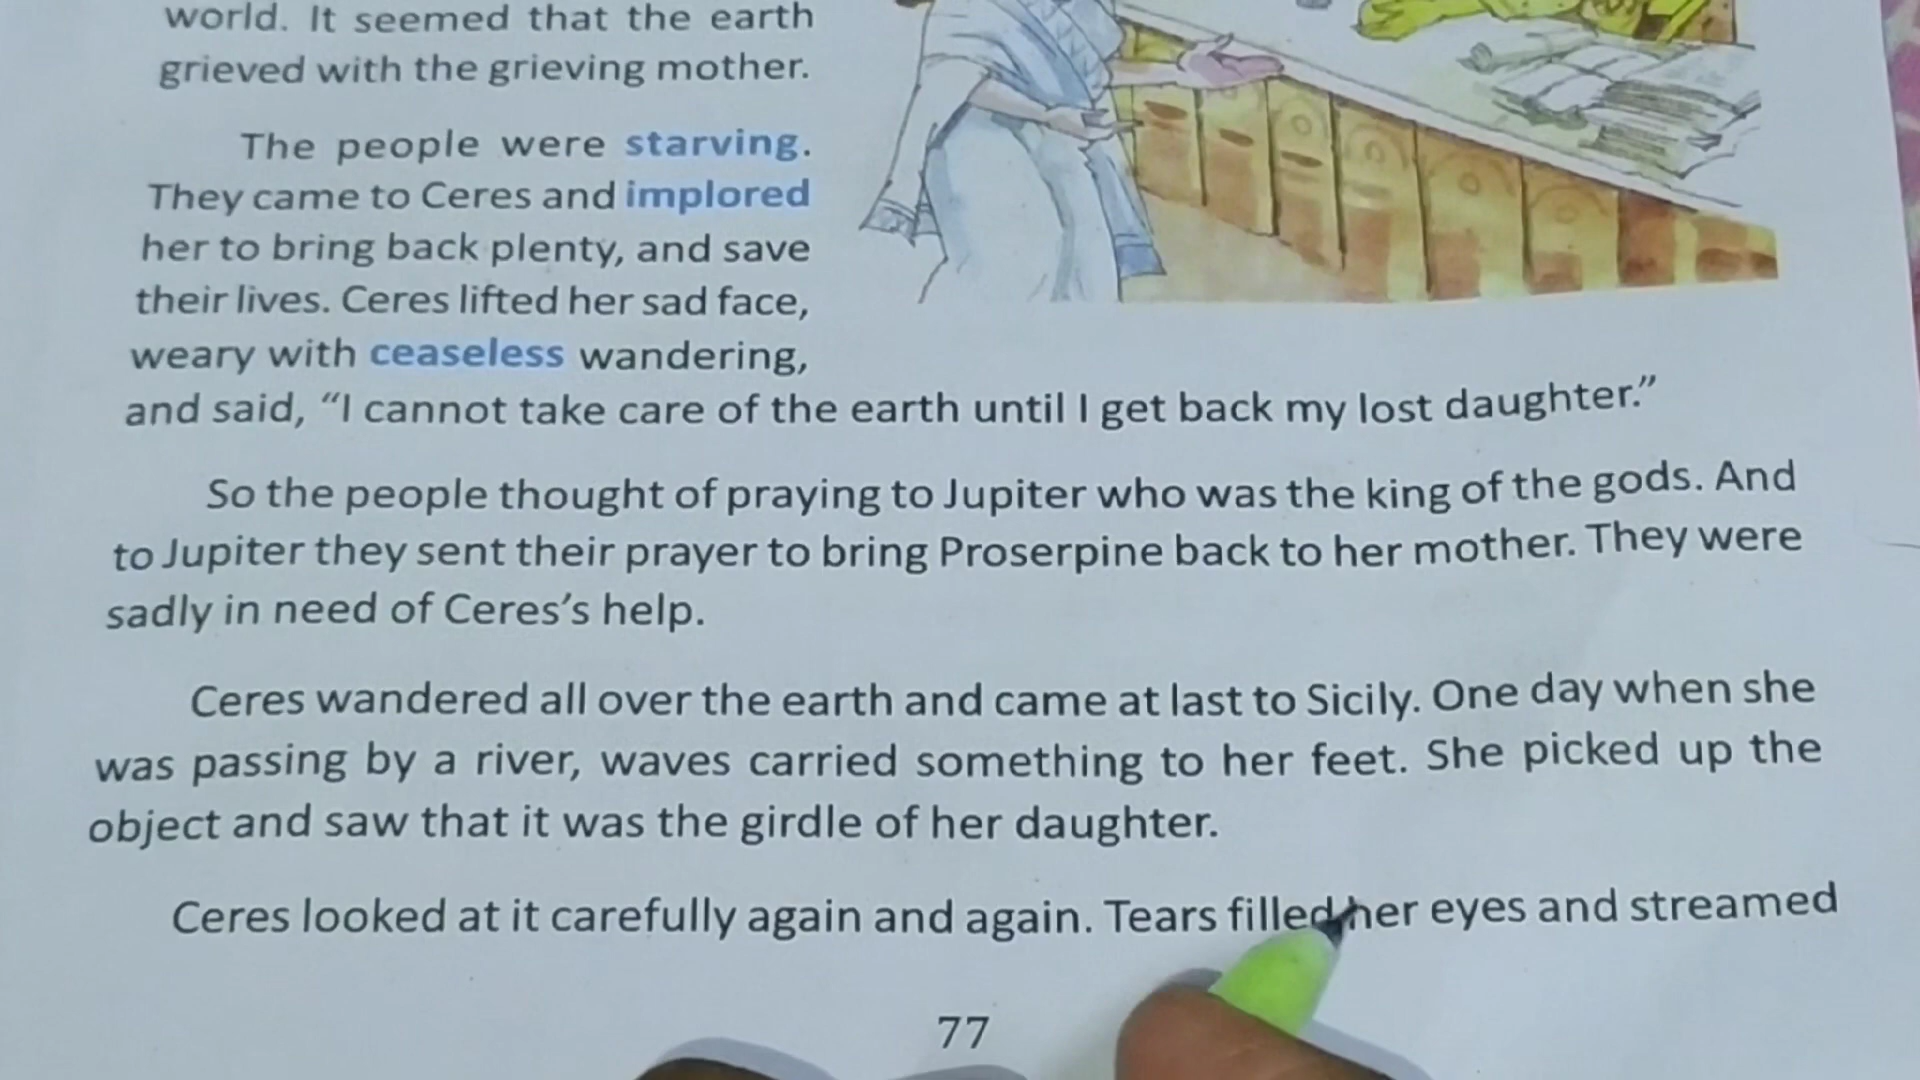 world. It seemed that the earth
grieved with the grieving mother.
The people were starving.
They came to Ceres and implored
her to bring back plenty, and save
their lives. Ceres lifted her sad face,
weary with ceaseless wandering,
and said, “I cannot take care of the earth until I get back my lost daughter.”
So the people thought of praying to Jupiter who was the king of the gods. And
to Jupiter they sent their prayer to bring Proserpine back to her mother. They were
sadly in need of Ceres’s help.
Ceres wandered all over the earth and came at last to Sicily. One day when she
was passing by a river, waves carried something to her feet. She picked up the
object and saw that it was the girdle of her daughter.
Ceres looked at it carefully again and again. Tears filled her eyes and streamed
77